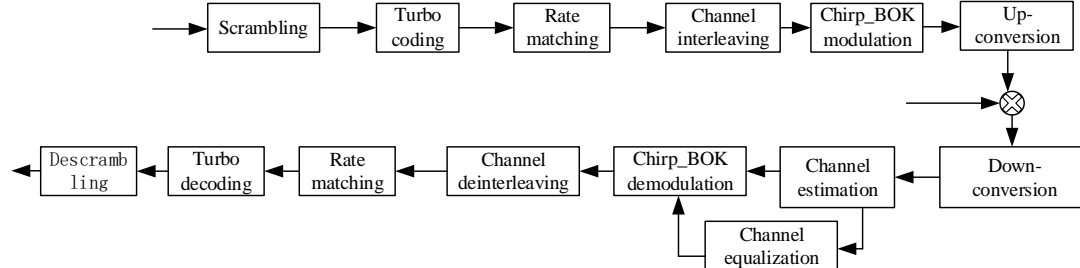 Scrambling
Turbo
coding
Rate
matching
Channel
interleaving
Chirp_BOK
modulation
Up-
conversion
Descramb
ling
Turbo
decoding
Rate
matching
Channel
deinterleaving
Chirp_BOK
demodulation
Channel
estimation
Down-
conversion
Channel
equalization